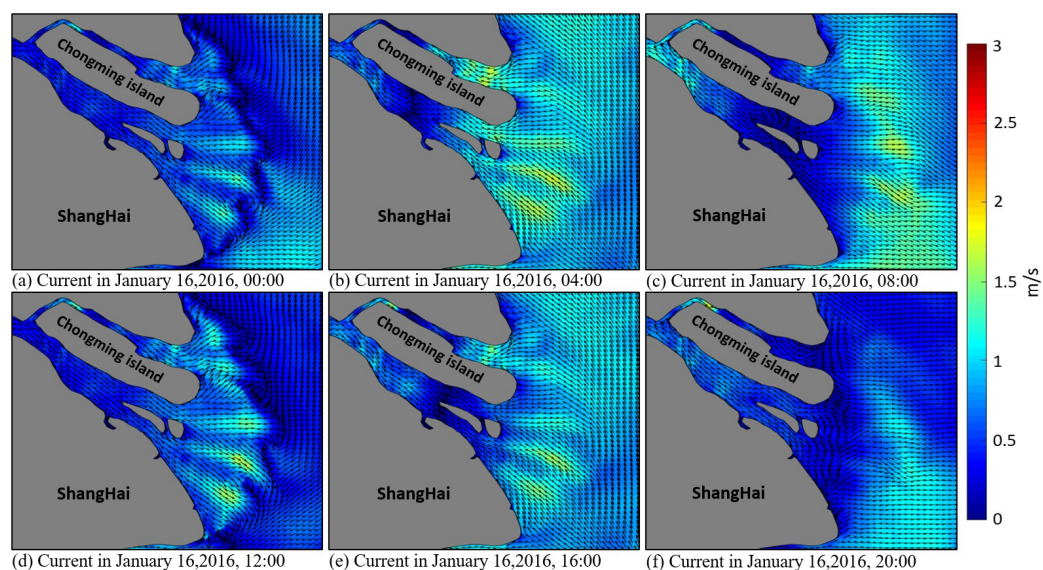 Chongming island
ShangHai
(a) Current in January 16,2016, 00:00
Chongming island
ShangHai
(b) Current in January 16,2016, 04:00
Chongming island
ShangHai
(c) Current in January 16,2016, 08:00
Chongming island
ShangHai
(d) Current in January 16,2016, 12:00
Chongming island
ShangHai
(e) Current in January 16,2016, 16:00
Chongming island
ShangHai
(f) Current in January 16,2016, 20:00
3
2.5
2
1.5
1
0.5
0
m/s